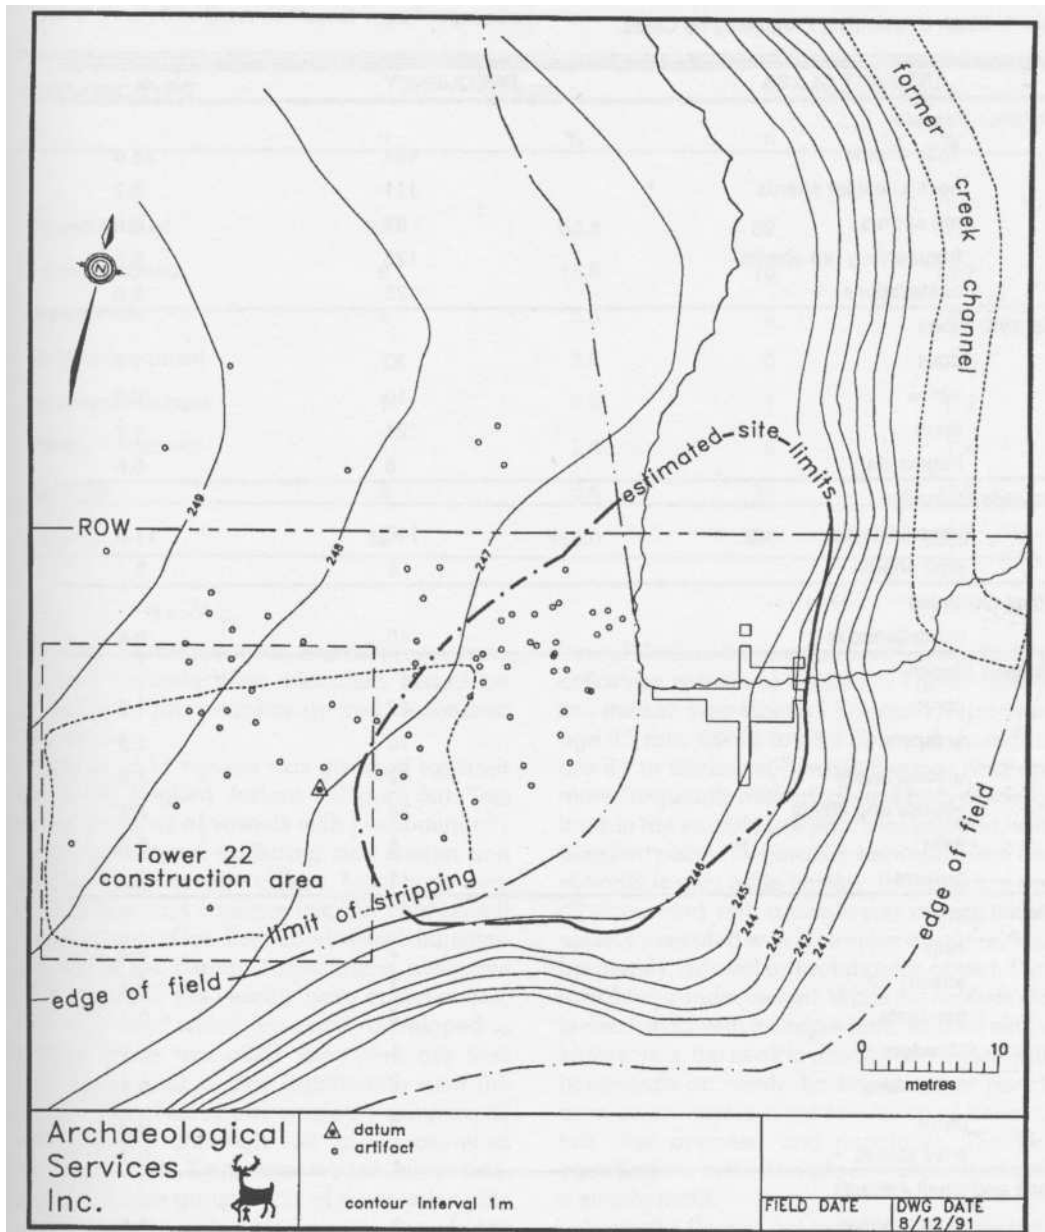 former
creek
channel
N
estimated site
limits
249
248
247
ROW
Tower 22
construction area
limit of stripping
edge of field
edge of field
246
245
244
243
242
241
0 10
metres
Archaeological
Services
Inc.
datum
artifact
contour interval 1m
FIELD DATE
DWG DATE
8/12/91